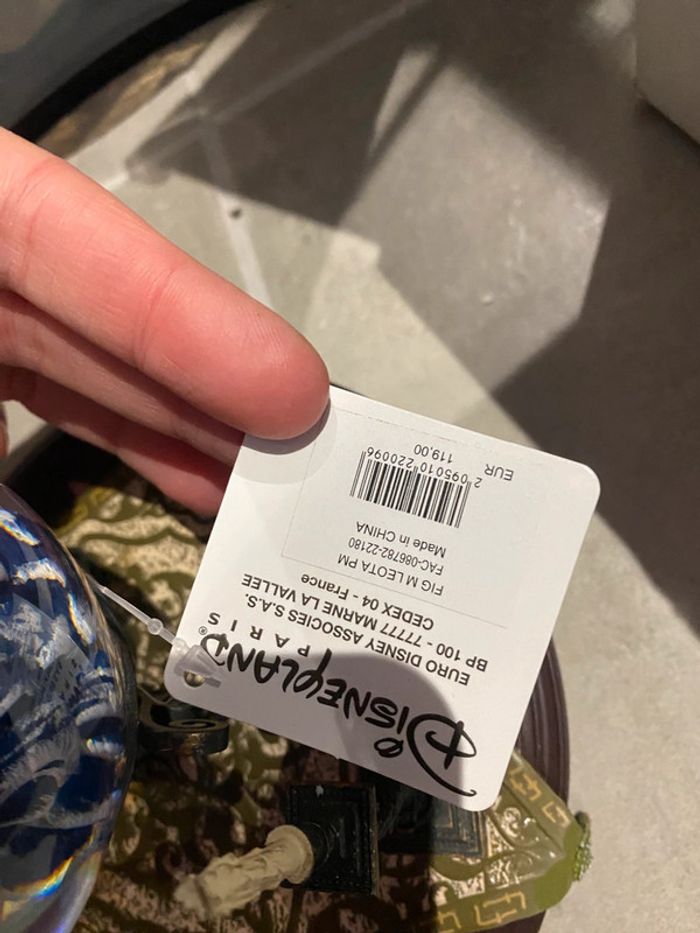 Disneyland®
PARIS
EURO DISNEY ASSOCIES S.A.S.
BP 100 - 77777 MARNE LA VALLEE
CEDEX 04 - France
FIG M LEOTA PM
FAC-086782-22180
Made in CHINA
2 095010 220096
EUR 119.00